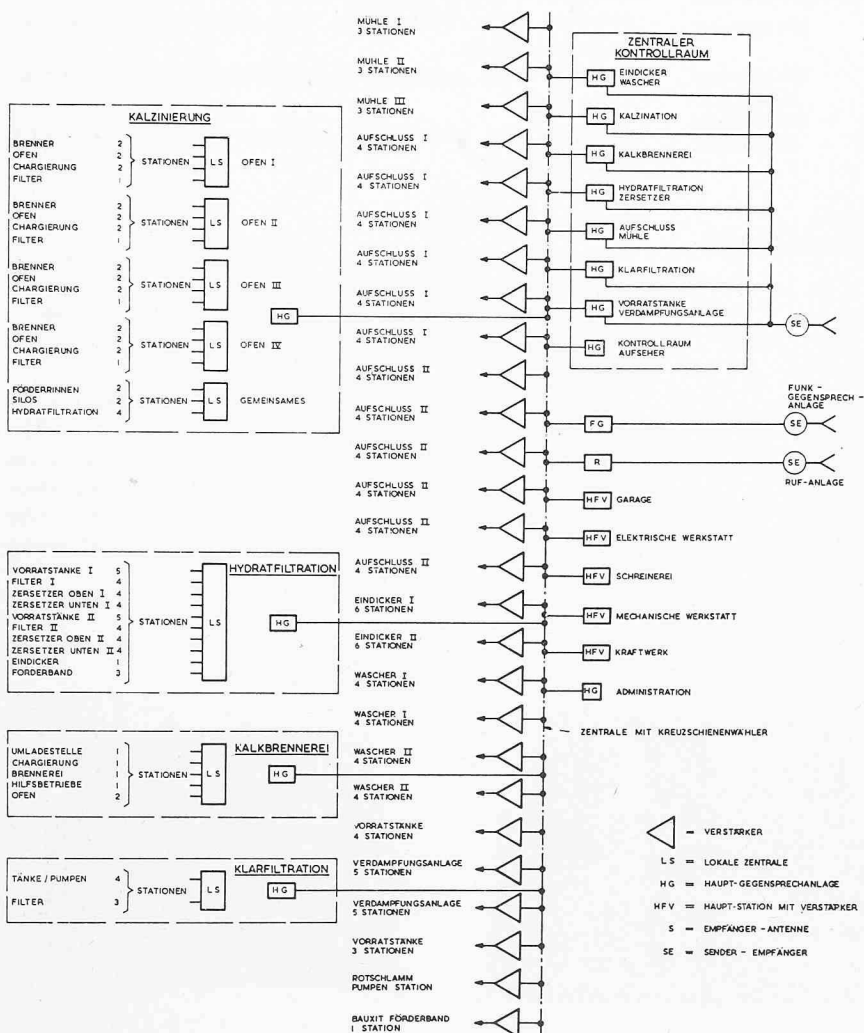 KALZINIERUNG
BRENNER 2
OFEN 2
CHARGIERUNG 2
FILTER 1
STATIONEN
LS
OFEN I
BRENNER 2
OFEN 2
CHARGIERUNG 2
FILTER 1
STATIONEN
LS
OFEN II
BRENNER 2
OFEN 2
CHARGIERUNG 2
FILTER 1
STATIONEN
LS
OFEN III
HG
BRENNER 2
OFEN 2
CHARGIERUNG 2
FILTER 1
STATIONEN
LS
OFEN IV
FÖRDERRINNEN 2
SILOS 2
HYDRATFILTRATION 4
STATIONEN
LS
GEMEINSAMES
HYDRATFILTRATION
VORRATSTANKE I 5
FILTER I 4
ZERSETZER OBEN I 4
ZERSETZER UNTEN I 4
VORRATSTÄNKE II 5
FILTER II 4
ZERSETZER OBEN II 4
ZERSETZER UNTEN II 4
EINDICKER 1
FORDERBAND 3
STATIONEN
LS
HG
KALKBRENNEREI
UMLADESTELLE 1
CHARGIERUNG 1
BRENNEREI 1
HILFSBETRIEBE 1
OFEN 2
STATIONEN
LS
HG
KLARFILTRATION
TÄNKE / PUMPEN 4
FILTER 3
STATIONEN
LS
HG
MÜHLE I
3 STATIONEN
MUHLE II
3 STATIONEN
MUHLE III
3 STATIONEN
AUFSCHLUSS I
4 STATIONEN
AUFSCHLUSS I
4 STATIONEN
AUFSCHLUSS I
4 STATIONEN
AUFSCHLUSS I
4 STATIONEN
AUFSCHLUSS I
4 STATIONEN
AUFSCHLUSS I
4 STATIONEN
AUFSCHLUSS II
4 STATIONEN
AUFSCHLUSS II
4 STATIONEN
AUFSCHLUSS II
4 STATIONEN
AUFSCHLUSS II
4 STATIONEN
AUFSCHLUSS II
4 STATIONEN
AUFSCHLUSS II
4 STATIONEN
EINDICKER I
6 STATIONEN
EINDICKER II
6 STATIONEN
WASCHER I
4 STATIONEN
WASCHER I
4 STATIONEN
WASCHER II
4 STATIONEN
WASCHER II
4 STATIONEN
VORRATSTANKE
4 STATIONEN
VERDAMPFUNGSANLAGE
5 STATIONEN
VERDAMPFUNGSANLAGE
5 STATIONEN
VORRATSTÄNKE
3 STATIONEN
ROTSCHLAMM
PUMPEN STATION
BAUXIT FÖRDERBAND
1 STATION
ZENTRALER
KONTROLLRAUM
HG EINDICKER
WASCHER
HG KALZINATION
HG KALKBRENNEREI
HG HYDRATFILTRATION
ZERSETZER
HG AUFSCHLUSS
MÜHLE
HG KLARFILTRATION
HG VORRATSTANKE
VERDAMPFUNGSANLAGE
SE
HG KONTROLLRAUM
AUFSEHER
FUNK-
GEGENSPRECH-
ANLAGE
FG
SE
R
SE
RUF-ANLAGE
HFV GARAGE
HFV ELEKTRISCHE WERKSTATT
HFV SCHREINEREI
HFV MECHANISCHE WERKSTATT
HFV KRAFTWERK
HG ADMINISTRATION
ZENTRALE MIT KREUZSCHIENENWÄHLER
= VERSTÄRKER
LS = LOKALE ZENTRALE
HG = HAUPT-GEGENSPRECHANLAGE
HFV = HAUPT-STATION MIT VERSTÄRKER
S = EMPFÄNGER-ANTENNE
SE = SENDER-EMPFÄNGER